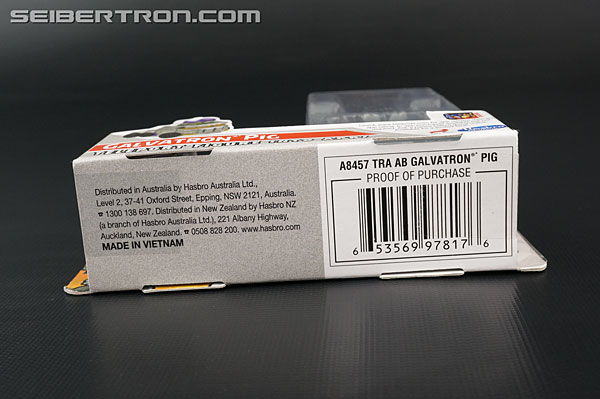 SEIBERTRON.COM
GALVATRON™ PIG
Distributed in Australia by Hasbro Australia Ltd.,
Level 2, 37-41 Oxford Street, Epping, NSW 2121, Australia.
☎ 1300 138 697. Distributed in New Zealand by Hasbro NZ
(a branch of Hasbro Australia Ltd.), 221 Albany Highway,
Auckland, New Zealand. ☎ 0508 828 200. www.hasbro.com
MADE IN VIETNAM
A8457 TRA AB GALVATRON®* PIG
PROOF OF PURCHASE
6 53569 97817 6